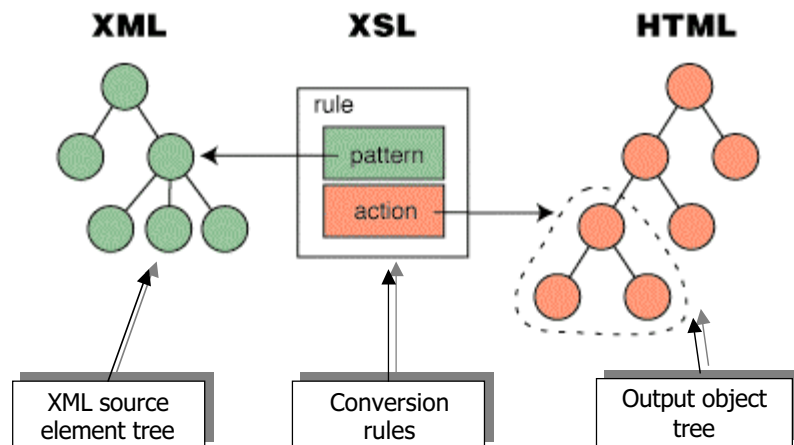 XML
XSL
HTML
rule
pattern
action
XML source
element tree
Conversion
rules
Output object
tree